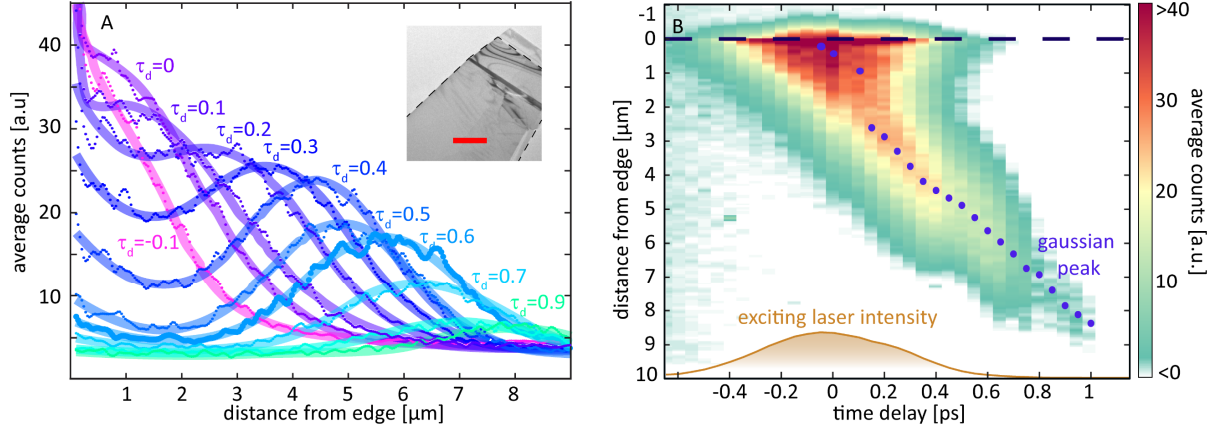 A
average counts [a.u]
40
30
20
10
τd=0
τd=0.1
τd=0.2
τd=0.3
τd=0.4
τd=0.5
τd=0.6
τd=0.7
τd=0.9
τd=-0.1
1 2 3 4 5 6 7 8
distance from edge [μm]
B
distance from edge [μm]
-1
0
1
2
3
4
5
6
7
8
9
10
gaussian
peak
exciting laser intensity
-0.4 -0.2 0 0.2 0.4 0.6 0.8 1
time delay [ps]
>40
30
20
10
<0
average counts [a.u.]